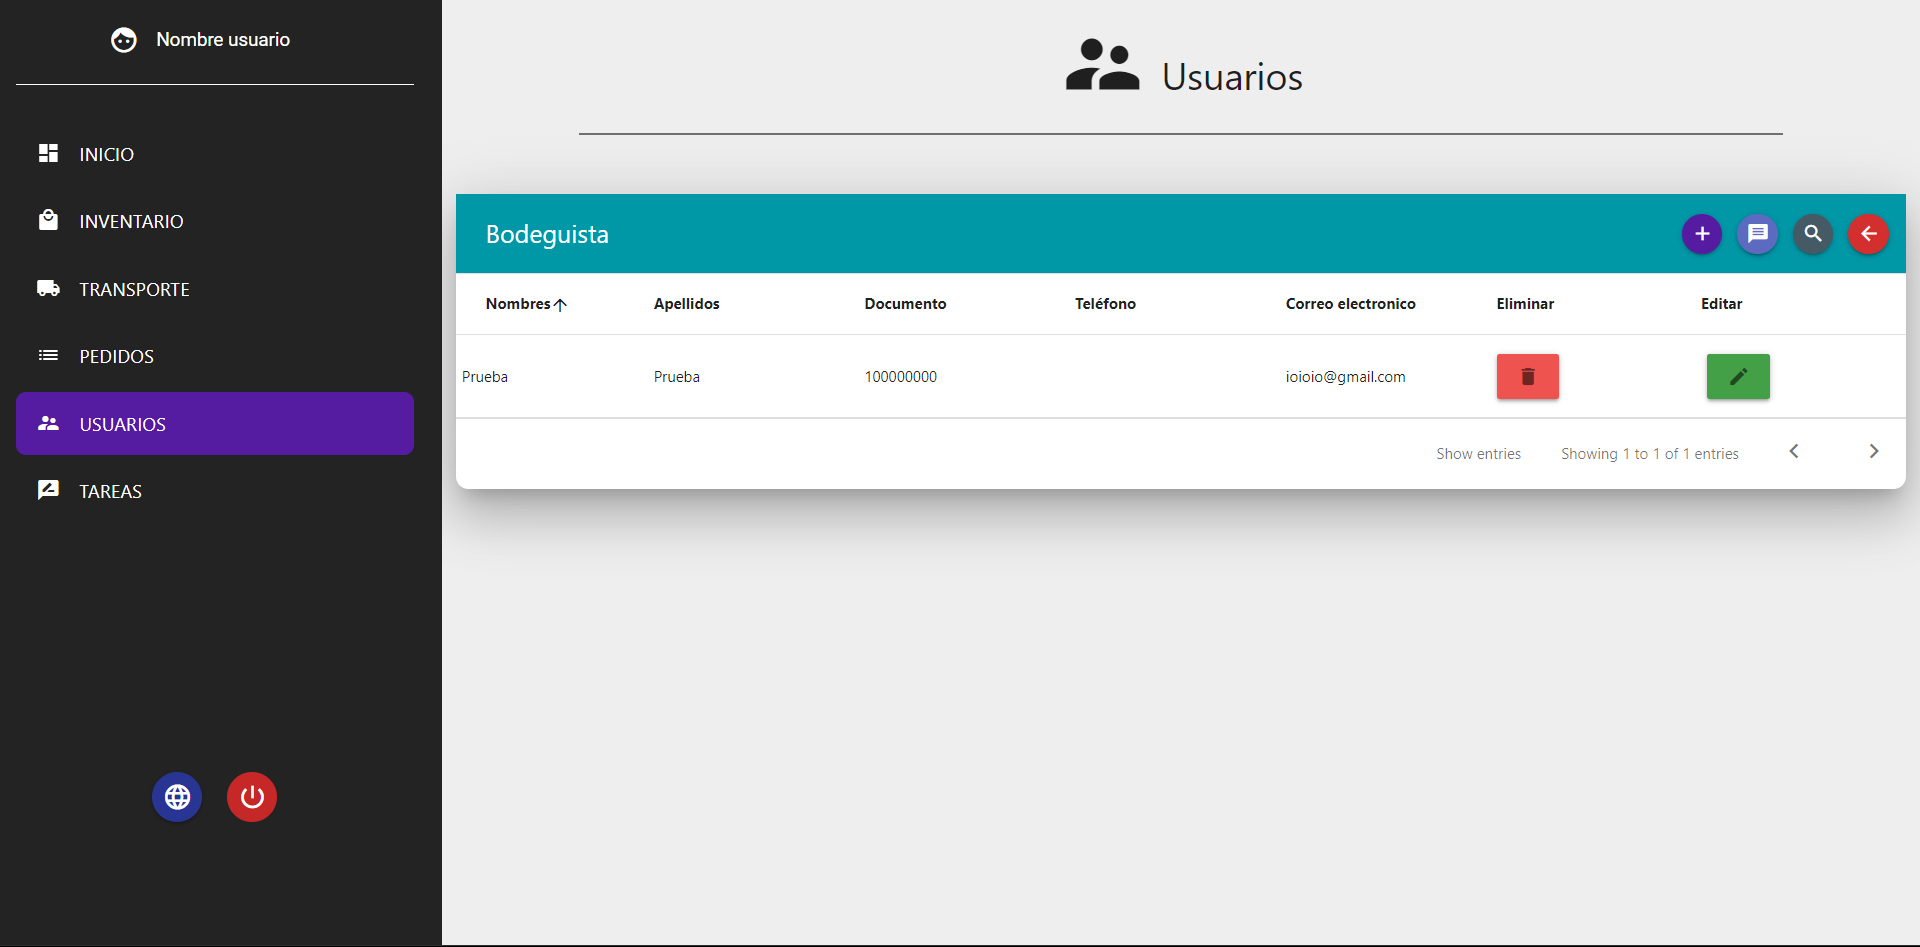 Nombre usuario
INICIO
INVENTARIO
TRANSPORTE
PEDIDOS
USUARIOS
TAREAS
Usuarios
Bodeguista
Nombres Apellidos Documento Teléfono Correo electronico Eliminar Editar
Prueba Prueba 100000000 ioioio@gmail.com
Show entries Showing 1 to 1 of 1 entries